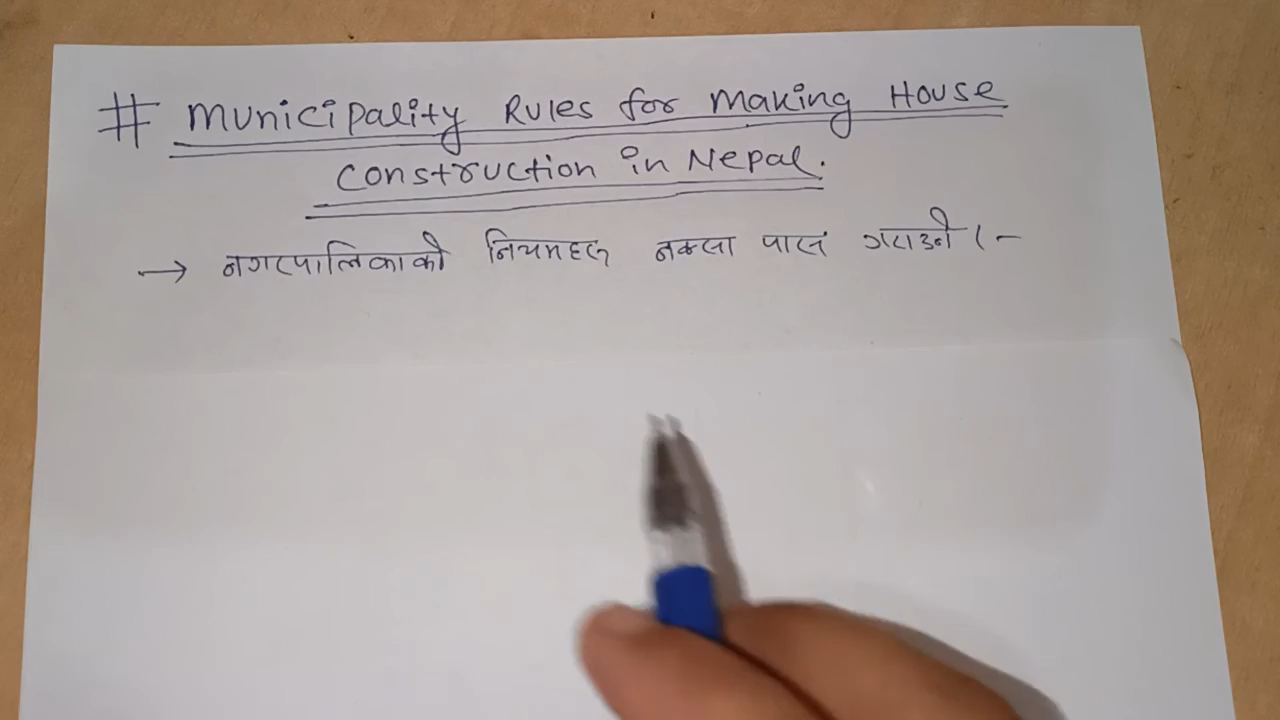 # Municipality Rules for Making House
Construction in Nepal.
→ नगरपालिकाको नियमहरू नक्सा पास गराउने (-